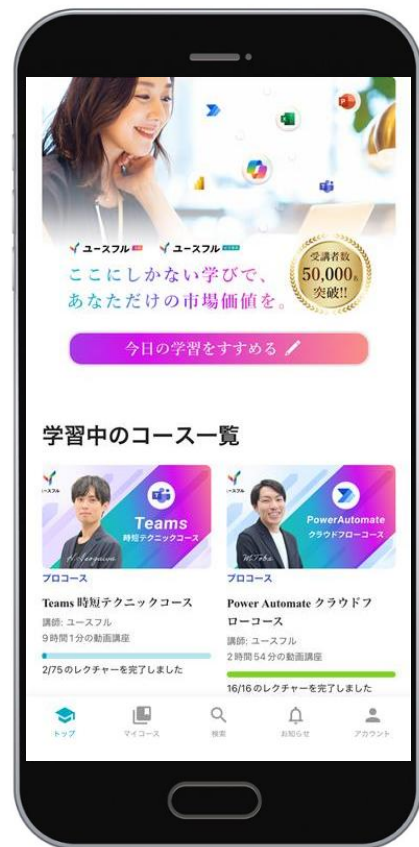 ユースフル
ユースフル
ここにしかない学びで、
あなただけの市場価値を。
受講者数
50,000名
突破!!
今日の学習をすすめる
学習中のコース一覧
ースフル
Teams
時短テクニックコース
プロコース
Teams 時短テクニックコース
講師: ユースフル
9時間1分の動画講座
2/75のレクチャーを完了しました
ースフル
PowerAutomate
クラウドフローコース
プロコース
Power Automate クラウドフ
ローコース
講師: ユースフル
2時間54分の動画講座
16/16のレクチャーを完了しました
トップ
マイコース
検索
お知らせ
アカウント